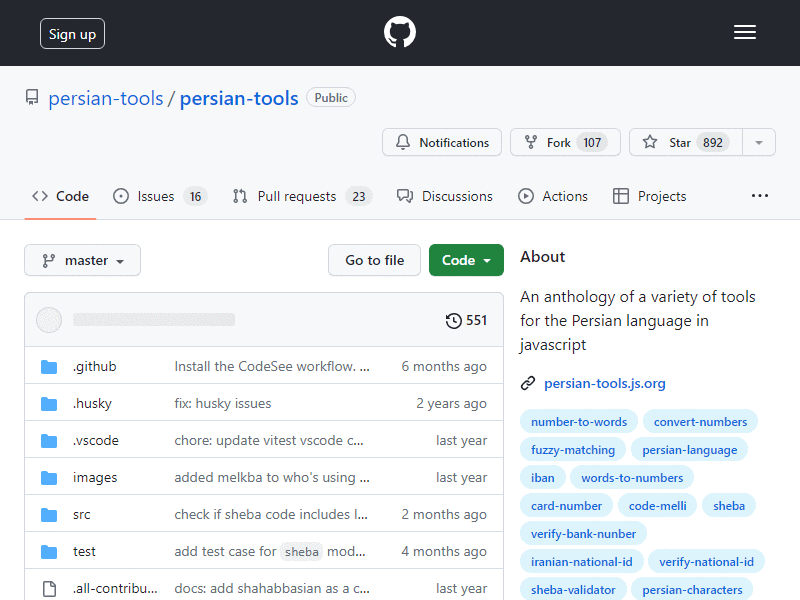 Sign up
persian-tools / persian-tools Public
Notifications Fork 107 Star 892
Code Issues 16 Pull requests 23 Discussions Actions Projects ...
master Go to file Code
551
.github Install the CodeSee workflow. ... 6 months ago
.husky fix: husky issues 2 years ago
.vscode chore: update vitest vscode c... last year
images added melkba to who's using ... last year
src check if sheba code includes l... 2 months ago
test add test case for sheba mod... 4 months ago
.all-contribu... docs: add shahabbasian as a c... last year
About
An anthology of a variety of tools
for the Persian language in
javascript
persian-tools.js.org
number-to-words convert-numbers
fuzzy-matching persian-language
iban words-to-numbers
card-number code-melli sheba
verify-bank-nunber
iranian-national-id verify-national-id
sheba-validator persian-characters